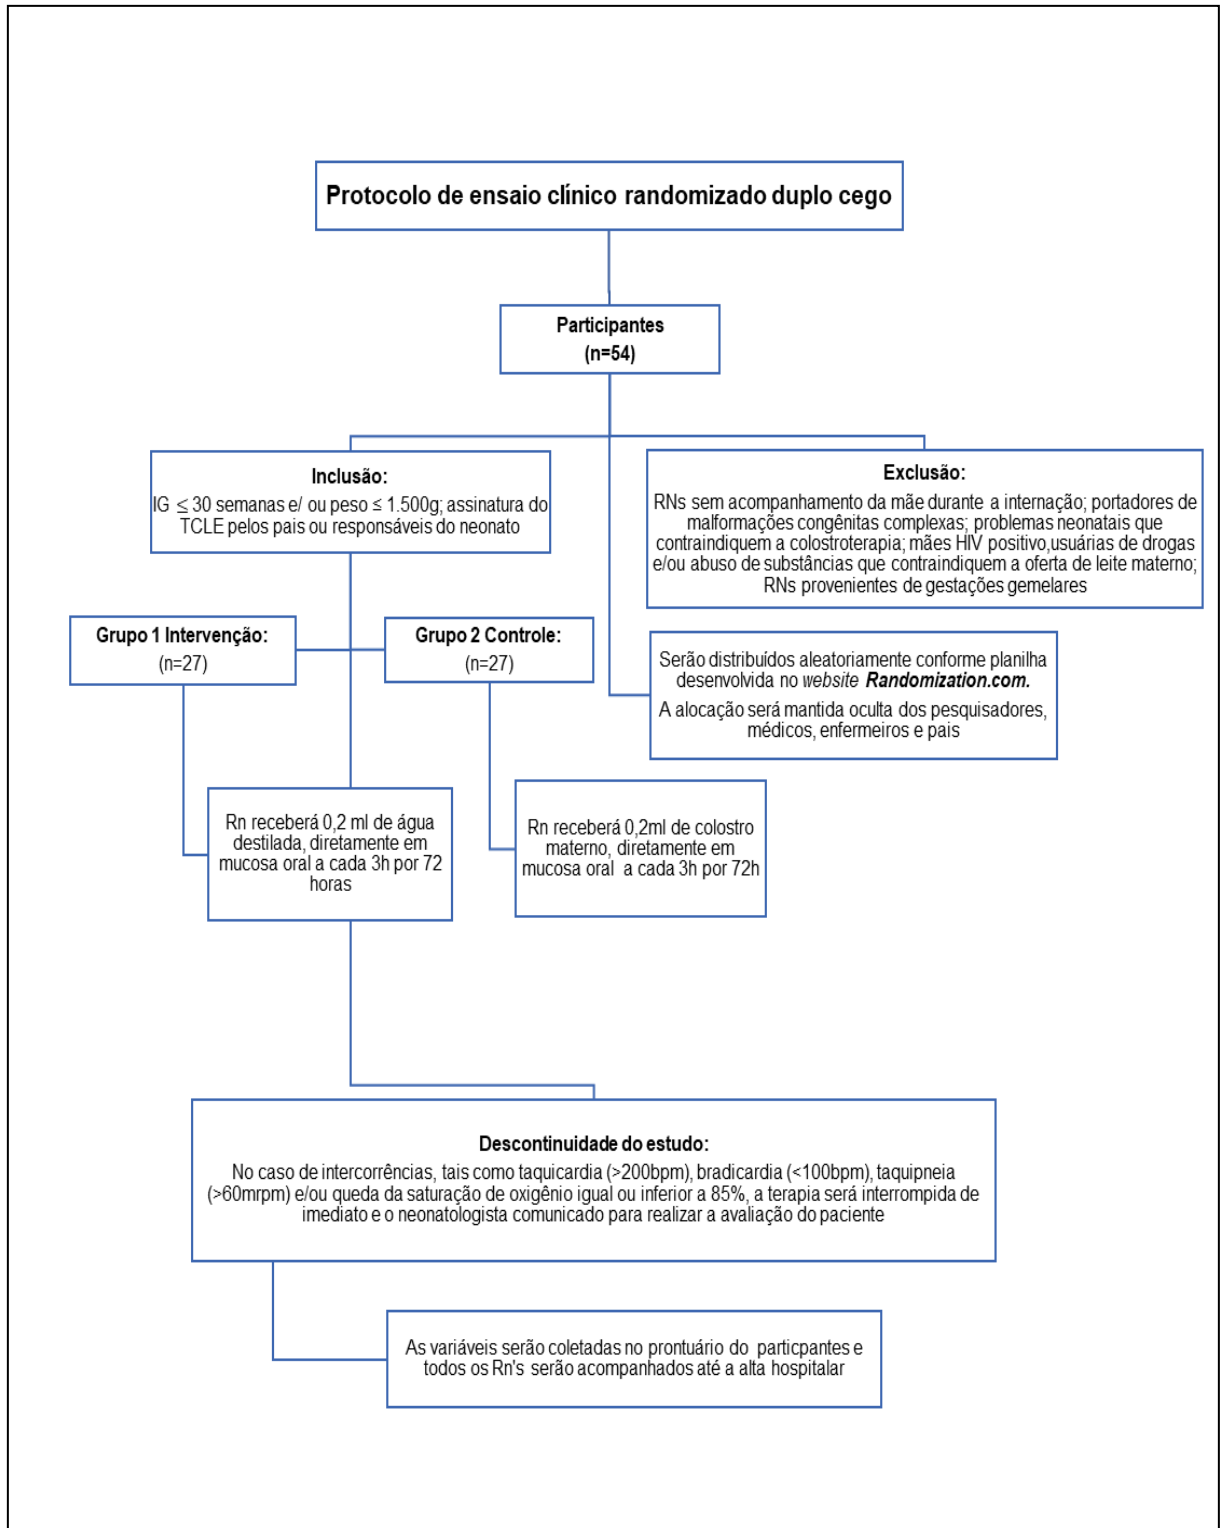 Protocolo de ensaio clínico randomizado duplo cego
Participantes
(n=54)
Inclusão:
IG ≤ 30 semanas e/ ou peso ≤ 1.500g; assinatura do
TCLE pelos pais ou responsáveis do neonato
Exclusão:
RNs sem acompanhamento da mãe durante a internação; portadores de
malformações congênitas complexas; problemas neonatais que
contraindiquem a colostroterapia; mães HIV positivo,usuárias de drogas
e/ou abuso de substâncias que contraindiquem a oferta de leite materno;
RNs provenientes de gestações gemelares
Grupo 1 Intervenção:
(n=27)
Grupo 2 Controle:
(n=27)
Serão distribuídos aleatoriamente conforme planilha
desenvolvida no website Randomization.com.
A alocação será mantida oculta dos pesquisadores,
médicos, enfermeiros e pais
Rn receberá 0,2 ml de água
destilada, diretamente em
mucosa oral a cada 3h por 72
horas
Rn receberá 0,2ml de colostro
materno, diretamente em
mucosa oral a cada 3h por 72h
Descontinuidade do estudo:
No caso de intercorrências, tais como taquicardia (>200bpm), bradicardia (<100bpm), taquipneia
(>60mrpm) e/ou queda da saturação de oxigênio igual ou inferior a 85%, a terapia será interrompida de
imediato e o neonatologista comunicado para realizar a avaliação do paciente
As variáveis serão coletadas no prontuário do particpantes e
todos os Rn's serão acompanhados até a alta hospitalar